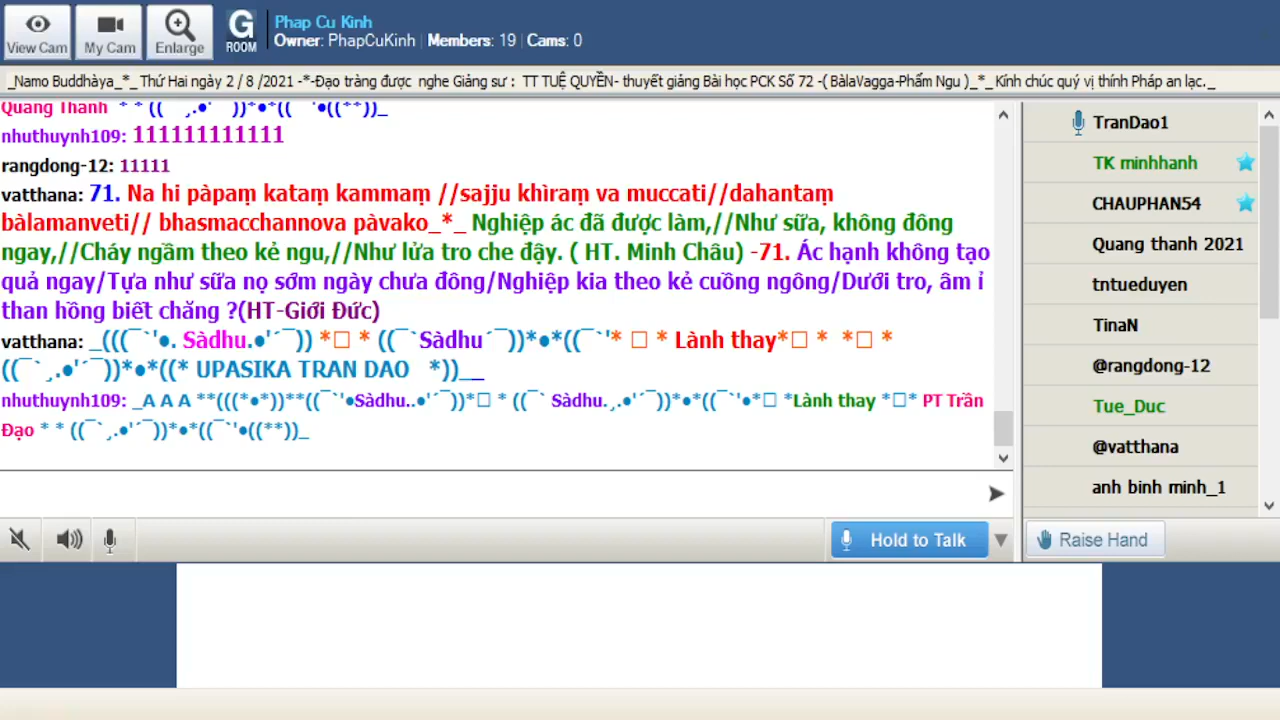 View Cam
My Cam
Enlarge
G
ROOM
Phap Cu Kinh
Owner: PhapCuKinh | Members: 19 | Cams: 0
_Namo Buddhàya_*_ Thứ Hai ngày 2 / 8 /2021 -*-Đạo tràng được nghe Giảng sư : TT TUỆ QUYỀN- thuyết giảng Bài học PCK Số 72 -( BàlaVagga-Phẩm Ngu )_*_ Kính chúc quý vị thính Pháp an lạc._
Quang Thanh * * ((¯ ¸.●' ¯))*●*((¯ '●((**))_
nhuthuynh109: 111111111111
rangdong-12: 11111
vatthana: 71. Na hi pàpaṃ kataṃ kammaṃ //sajju khìraṃ va muccati//dahantaṃ
bàlamanveti// bhasmacchannova pàvako_*_ Nghiệp ác đã được làm,//Như sữa, không đông
ngay,//Cháy ngầm theo kẻ ngu,//Như lửa tro che đậy. ( HT. Minh Châu) -71. Ác hạnh không tạo
quả ngay/Tựa như sữa nọ sớm ngày chưa đông/Nghiệp kia theo kẻ cuồng ngông/Dưới tro, âm ỉ
than hồng biết chăng ?(HT-Giới Đức)
vatthana: _(((¯`'●. Sàdhu.●'´¯)) *□ * ((¯`Sàdhu´¯))*●*((¯`'* □ * Lành thay*□ * *□ *
((¯`¸.●'´¯))*●*((* UPASIKA TRAN DAO *))__
nhuthuynh109: _A A A **(((*●*))**((¯`'●Sàdhu..●'´¯))*□ * ((¯` Sàdhu.¸.●'´¯))*●*((¯`'●*□ *Lành thay *□* PT Trần
Đạo * * ((¯`¸.●'´¯))*●*((¯`'●((**))_
Hold to Talk
TranDao1
TK minhhanh
CHAUPHAN54
Quang thanh 2021
tntueduyen
TinaN
@rangdong-12
Tue_Duc
@vatthana
anh binh minh_1
Raise Hand